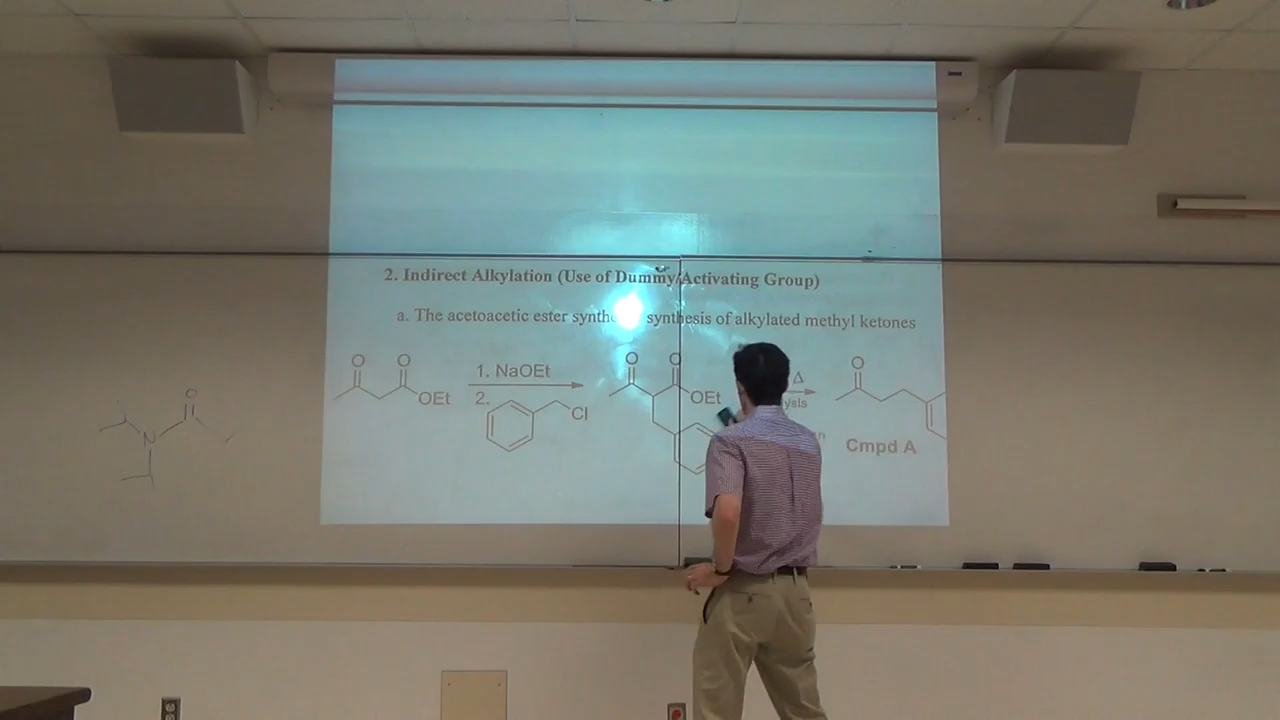 2. Indirect Alkylation (Use of Dummy/Activating Group)
a. The acetoacetic ester synthesis of alkylated methyl ketones
O O OEt
1. NaOEt
2. Cl
O O OEt
Δ
O
Cmpd A
N O